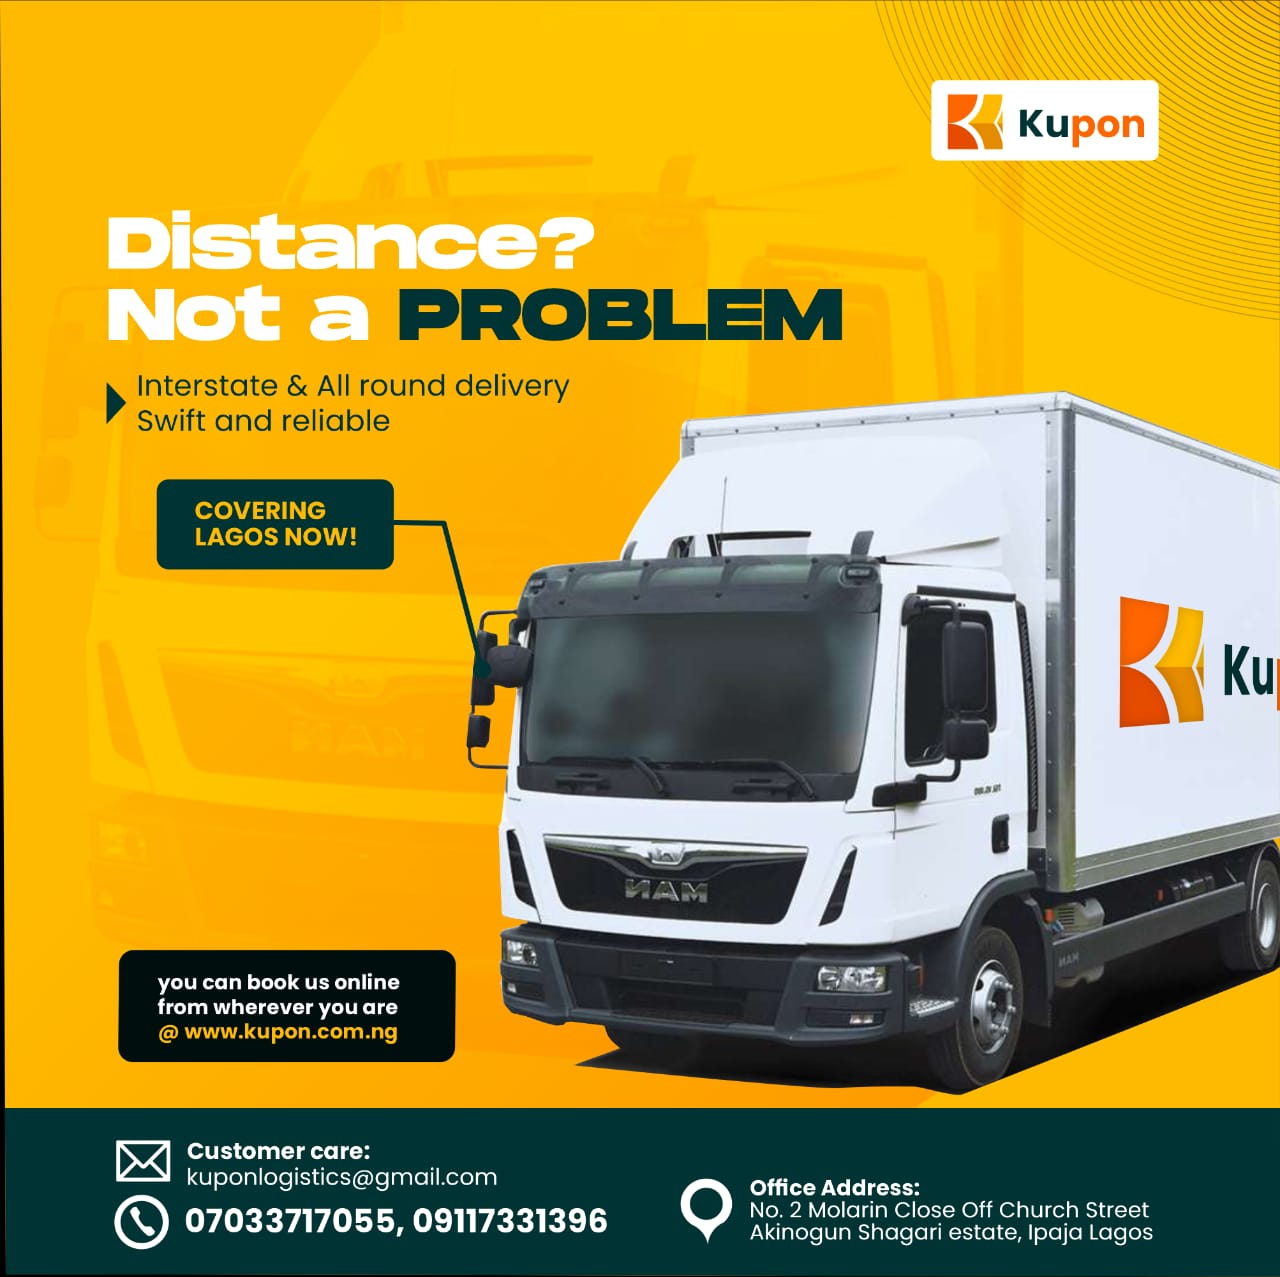 Kupon
Distance?
Not a PROBLEM
Interstate & All round delivery
Swift and reliable
COVERING
LAGOS NOW!
Ku
MAN
MAN
you can book us online
from wherever you are
@ www.kupon.com.ng
Customer care:
kuponlogistics@gmail.com
07033717055, 09117331396
Office Address:
No. 2 Molarin Close Off Church Street
Akinogun Shagari estate, Ipaja Lagos